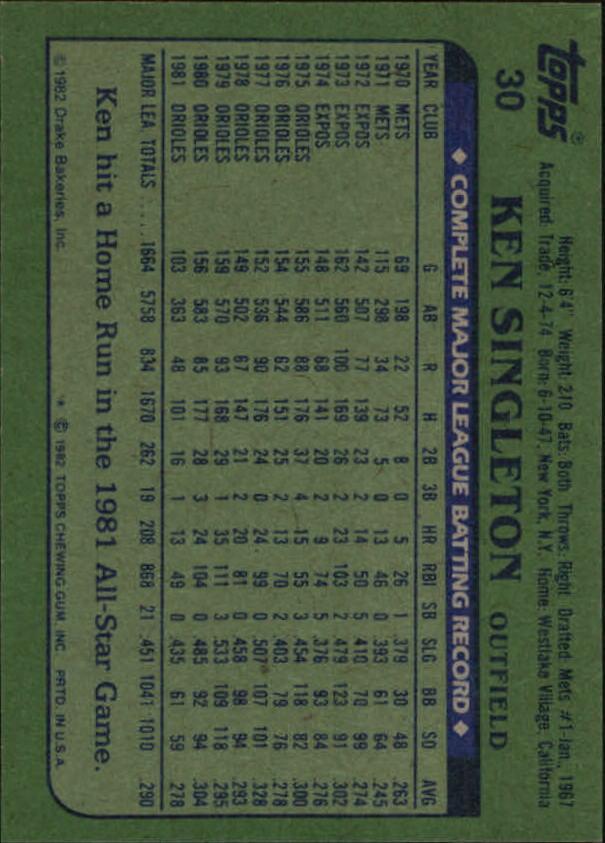 topps®
30
Height: 6'4" Weight: 210 Bats: Both Throws: Right Drafted: Mets #1-Jan., 1967
Acquired: Trade, 12-4-74 Born: 6-10-47, New York, N.Y. Home: Westlake Village, California
KEN SINGLETON OUTFIELD
◆ COMPLETE MAJOR LEAGUE BATTING RECORD ◆
YEAR CLUB G AB R H 2B 3B HR RBI SB SLG BB SO AVG
1970 METS 69 198 22 52 8 0 5 26 1 .379 30 48 .263
1971 METS 115 298 34 73 5 0 13 46 0 .393 61 64 .245
1972 EXPOS 142 507 77 139 23 2 14 50 5 .410 70 99 .274
1973 EXPOS 162 560 100 169 26 2 23 103 2 .479 123 91 .302
1974 EXPOS 148 511 68 141 20 2 9 74 5 .376 93 84 .276
1975 ORIOLES 155 586 88 176 37 4 15 55 3 .454 118 82 .300
1976 ORIOLES 154 544 62 151 25 2 13 70 2 .403 79 76 .278
1977 ORIOLES 152 536 90 176 24 0 24 99 0 .507 107 101 .328
1978 ORIOLES 149 502 67 147 21 2 20 81 0 .458 98 94 .293
1979 ORIOLES 159 570 93 168 29 1 35 111 3 .533 109 118 .295
1980 ORIOLES 156 583 85 177 28 3 24 104 0 .485 92 94 .304
1981 ORIOLES 103 363 48 101 16 1 13 49 0 .435 61 59 .278
MAJOR LEA. TOTALS .... 1664 5758 834 1670 262 19 208 868 21 .451 1041 1010 .290
Ken hit a Home Run in the 1981 All-Star Game.
© 1982 Drake Bakeries, Inc. ** © 1982 TOPPS CHEWING GUM, INC. PRTD. IN U.S.A.